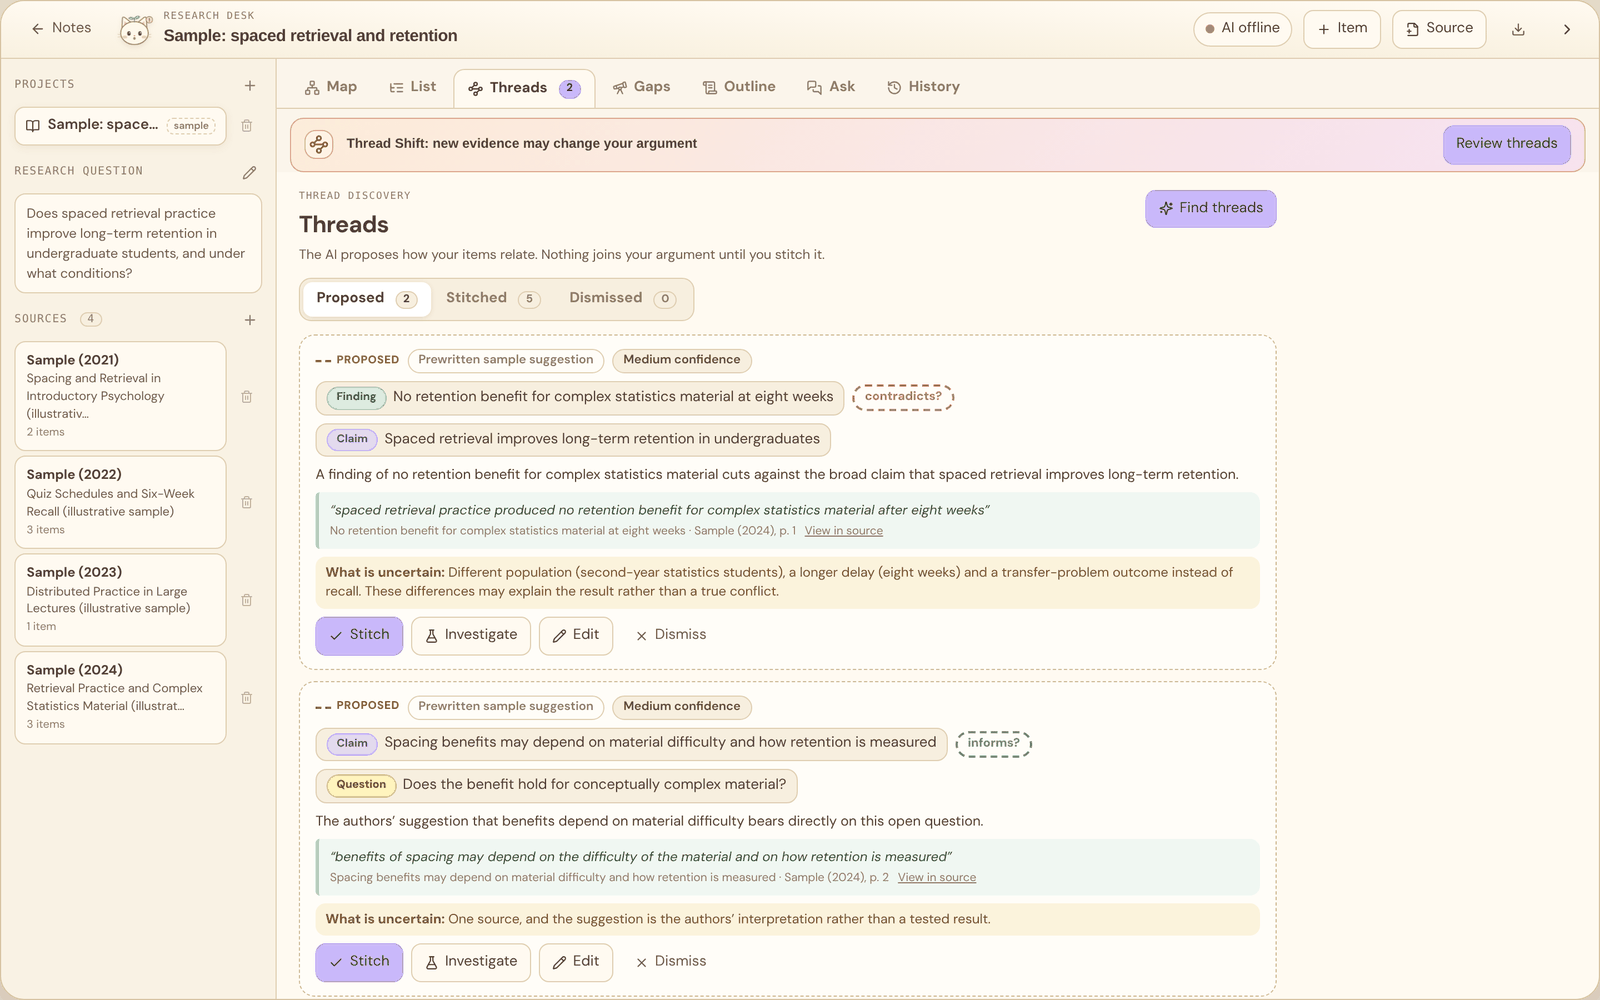 Notes
RESEARCH DESK
Sample: spaced retrieval and retention
AI offline
Item
Source
PROJECTS
Sample: space...
sample
RESEARCH QUESTION
Does spaced retrieval practice
improve long-term retention in
undergraduate students, and under
what conditions?
SOURCES 4
Sample (2021)
Spacing and Retrieval in
Introductory Psychology
(illustrativ...
2 items
Sample (2022)
Quiz Schedules and Six-Week
Recall (illustrative sample)
3 items
Sample (2023)
Distributed Practice in Large
Lectures (illustrative sample)
1 item
Sample (2024)
Retrieval Practice and Complex
Statistics Material (illustrat...
3 items
Map
List
Threads 2
Gaps
Outline
Ask
History
Thread Shift: new evidence may change your argument
Review threads
THREAD DISCOVERY
Threads
The AI proposes how your items relate. Nothing joins your argument until you stitch it.
Find threads
Proposed 2
Stitched 5
Dismissed 0
PROPOSED Prewritten sample suggestion Medium confidence
Finding No retention benefit for complex statistics material at eight weeks contradicts?
Claim Spaced retrieval improves long-term retention in undergraduates
A finding of no retention benefit for complex statistics material cuts against the broad claim that spaced retrieval improves long-term retention.
“spaced retrieval practice produced no retention benefit for complex statistics material after eight weeks”
No retention benefit for complex statistics material at eight weeks · Sample (2024), p. 1 View in source
What is uncertain: Different population (second-year statistics students), a longer delay (eight weeks) and a transfer-problem outcome instead of
recall. These differences may explain the result rather than a true conflict.
Stitch Investigate Edit Dismiss
PROPOSED Prewritten sample suggestion Medium confidence
Claim Spacing benefits may depend on material difficulty and how retention is measured informs?
Question Does the benefit hold for conceptually complex material?
The authors’ suggestion that benefits depend on material difficulty bears directly on this open question.
“benefits of spacing may depend on the difficulty of the material and on how retention is measured”
Spacing benefits may depend on material difficulty and how retention is measured · Sample (2024), p. 2 View in source
What is uncertain: One source, and the suggestion is the authors’ interpretation rather than a tested result.
Stitch Investigate Edit Dismiss